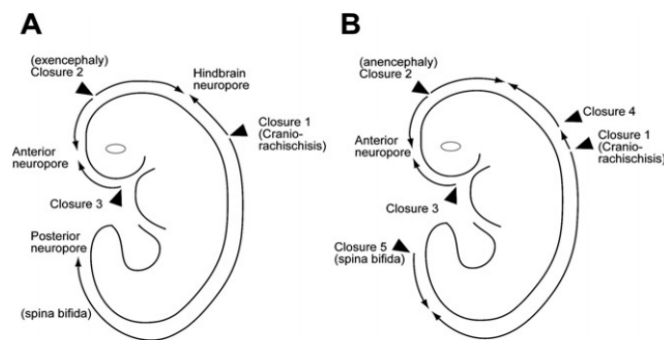 A
(exencephaly)
Closure 2
Hindbrain
neuropore
Closure 1
(Cranio-
rachischisis)
Anterior
neuropore
Closure 3
Posterior
neuropore
(spina bifida)
B
(anencephaly)
Closure 2
Closure 4
Closure 1
(Cranio-
rachischisis)
Anterior
neuropore
Closure 3
Closure 5
(spina bifida)